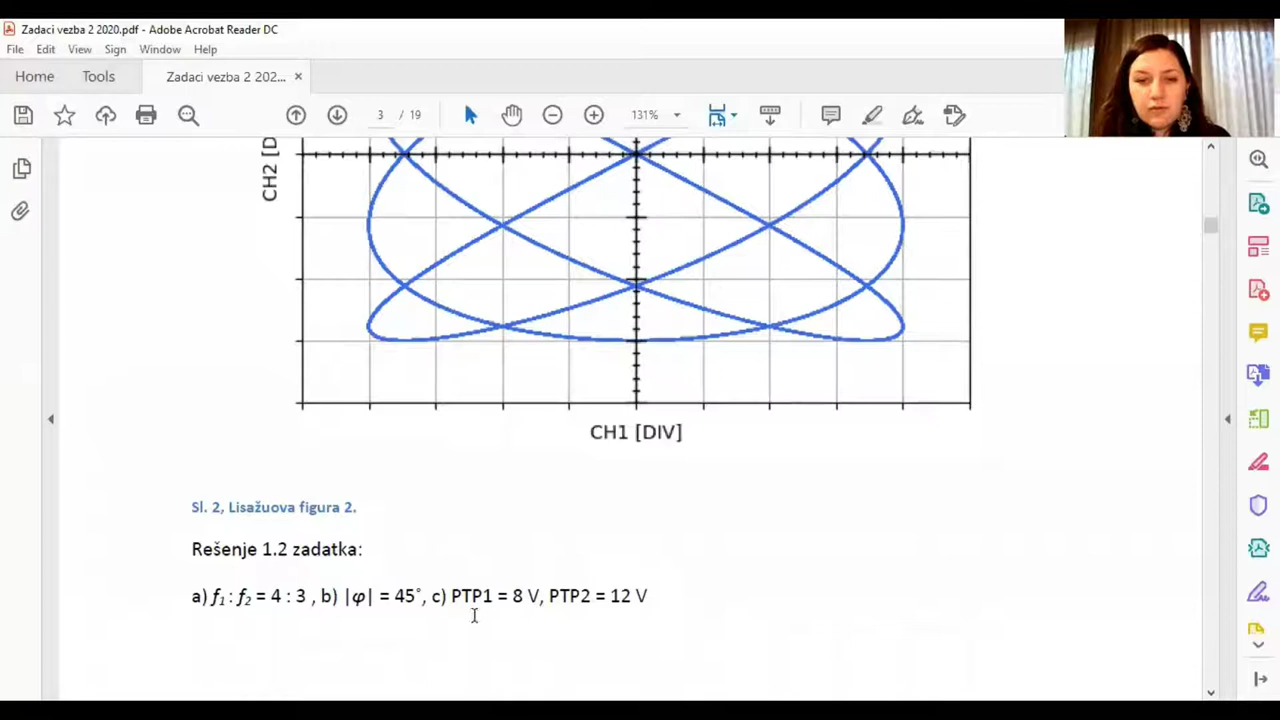 Zadaci vezba 2 2020.pdf - Adobe Acrobat Reader DC
File Edit View Sign Window Help
Home Tools Zadaci vezba 2 202... ×
3 / 19 131%
CH2 [D
CH1 [DIV]
Sl. 2, Lisažuova figura 2.
Rešenje 1.2 zadatka:
a) f₁ : f₂ = 4 : 3 , b) |φ| = 45°, c) PTP1 = 8 V, PTP2 = 12 V